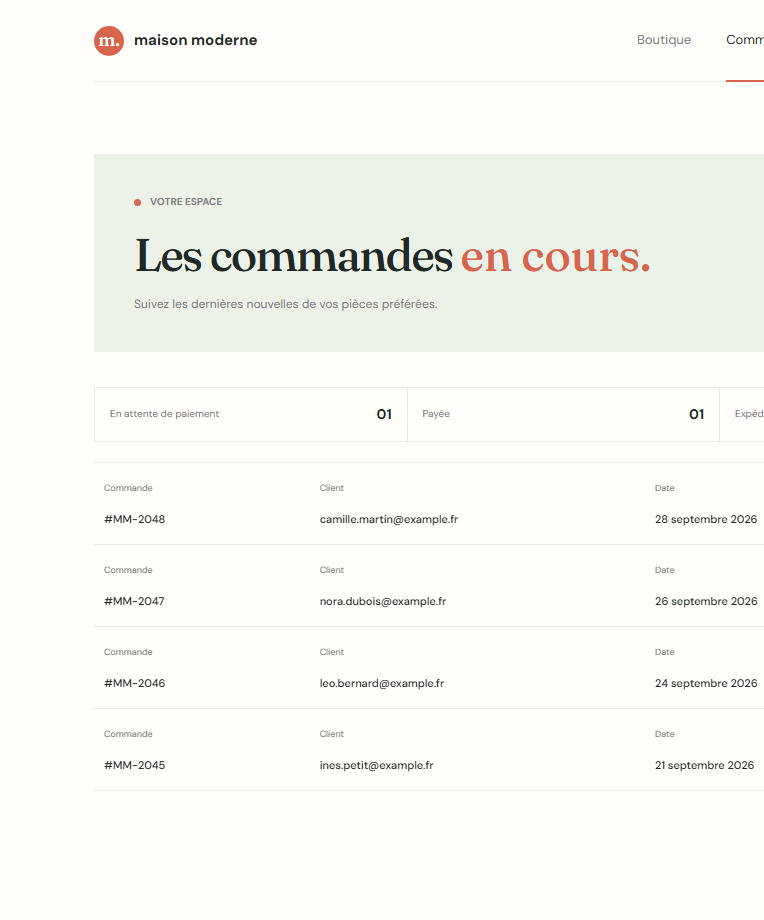 m. maison moderne
Boutique
Comm
VOTRE ESPACE
Les commandes en cours.
Suivez les dernières nouvelles de vos pièces préférées.
En attente de paiement 01 Payée 01 Expéd
Commande Client Date
#MM-2048 camille.martin@example.fr 28 septembre 2026
Commande Client Date
#MM-2047 nora.dubois@example.fr 26 septembre 2026
Commande Client Date
#MM-2046 leo.bernard@example.fr 24 septembre 2026
Commande Client Date
#MM-2045 ines.petit@example.fr 21 septembre 2026